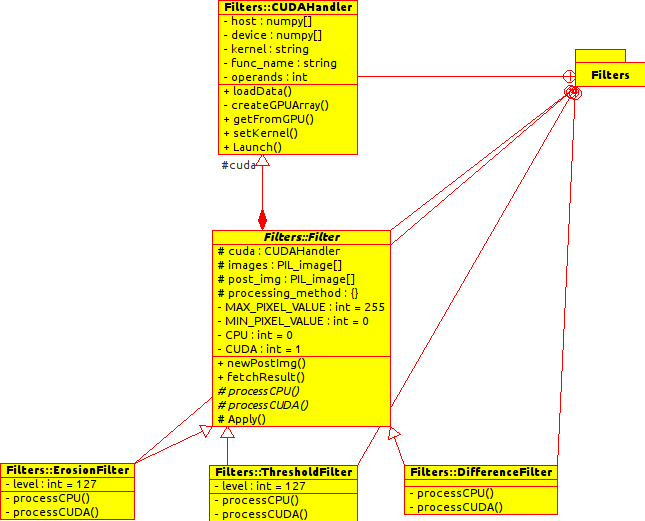 Filters::CUDAHandler
- host : numpy[]
- device : numpy[]
- kernel : string
- func_name : string
- operands : int
+ loadData()
- createGPUArray()
+ getFromGPU()
+ setKernel()
+ Launch()
Filters
#cuda
Filters::Filter
# cuda : CUDAHandler
# images : PIL_image[]
# post_img : PIL_image[]
# processing_method : {}
- MAX_PIXEL_VALUE : int = 255
- MIN_PIXEL_VALUE : int = 0
- CPU : int = 0
- CUDA : int = 1
+ newPostImg()
+ fetchResult()
# processCPU()
# processCUDA()
# Apply()
Filters::ErosionFilter
- level : int = 127
- processCPU()
- processCUDA()
Filters::ThresholdFilter
- level : int = 127
- processCPU()
- processCUDA()
Filters::DifferenceFilter
- processCPU()
- processCUDA()